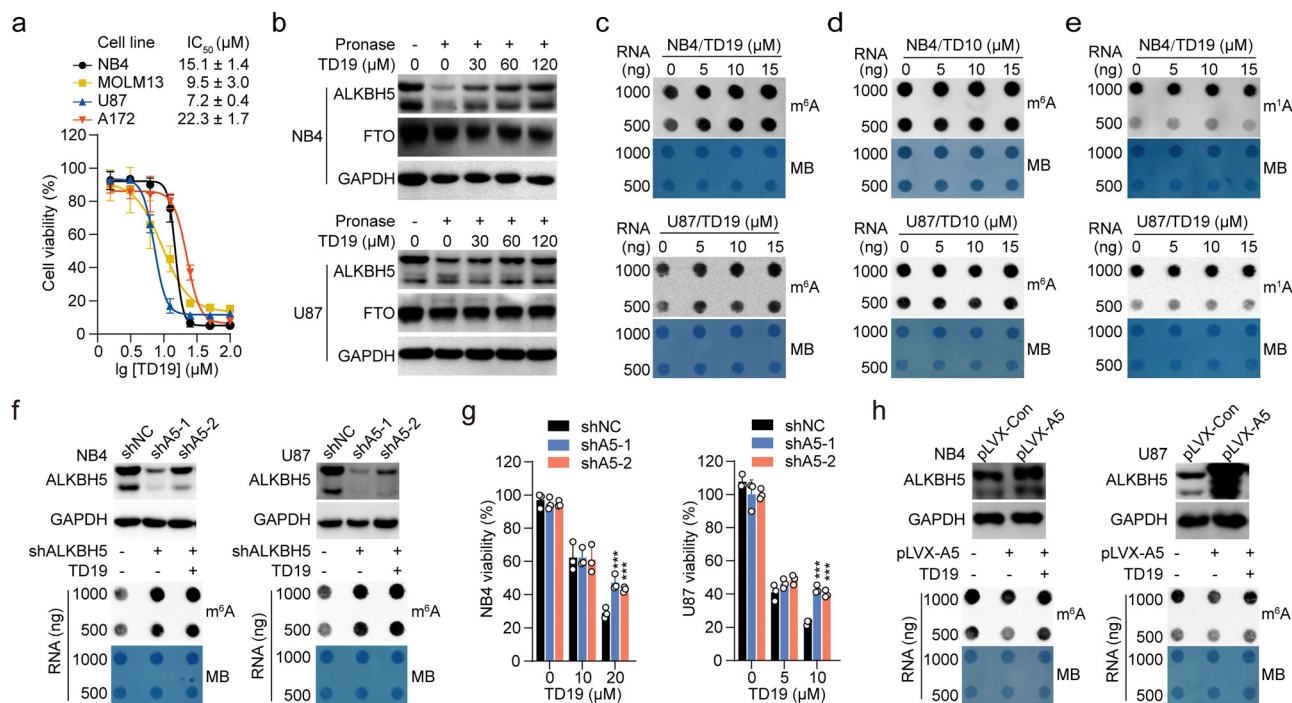 a
Cell line IC50 (µM)
NB4 15.1 ± 1.4
MOLM13 9.5 ± 3.0
U87 7.2 ± 0.4
A172 22.3 ± 1.7
Cell viability (%)
120
100
80
60
40
20
0
0 0.5 1.0 1.5 2.0
lg [TD19] (µM)
b
Pronase - + + + +
TD19 (µM) 0 0 30 60 120
ALKBH5
NB4 FTO
GAPDH
Pronase - + + + +
TD19 (µM) 0 0 30 60 120
ALKBH5
U87 FTO
GAPDH
c
RNA (ng)
NB4/TD19 (µM)
0 5 10 15
1000
500
m⁶A
1000
500
MB
RNA (ng)
U87/TD19 (µM)
0 5 10 15
1000
500
m⁶A
1000
500
MB
d
RNA (ng)
NB4/TD10 (µM)
0 5 10 15
1000
500
m⁶A
1000
500
MB
RNA (ng)
U87/TD10 (µM)
0 5 10 15
1000
500
m⁶A
1000
500
MB
e
RNA (ng)
NB4/TD19 (µM)
0 5 10 15
1000
500
m¹A
1000
500
MB
RNA (ng)
U87/TD19 (µM)
0 5 10 15
1000
500
m¹A
1000
500
MB
f
NB4 shNC shA5-1 shA5-2
ALKBH5
GAPDH
shALKBH5 - + +
TD19 - - +
RNA (ng)
1000
500
m⁶A
1000
500
MB
U87 shNC shA5-1 shA5-2
ALKBH5
GAPDH
shALKBH5 - + +
TD19 - - +
RNA (ng)
1000
500
m⁶A
1000
500
MB
g
shNC
shA5-1
shA5-2
NB4 viability (%)
120
100
80
60
40
20
0
***
***
0 10 20
TD19 (µM)
shNC
shA5-1
shA5-2
U87 viability (%)
120
100
80
60
40
20
0
***
***
0 5 10
TD19 (µM)
h
NB4 pLVX-Con pLVX-A5
ALKBH5
GAPDH
pLVX-A5 - + +
TD19 - - +
RNA (ng)
1000
500
m⁶A
1000
500
MB
U87 pLVX-Con pLVX-A5
ALKBH5
GAPDH
pLVX-A5 - + +
TD19 - - +
RNA (ng)
1000
500
m⁶A
1000
500
MB